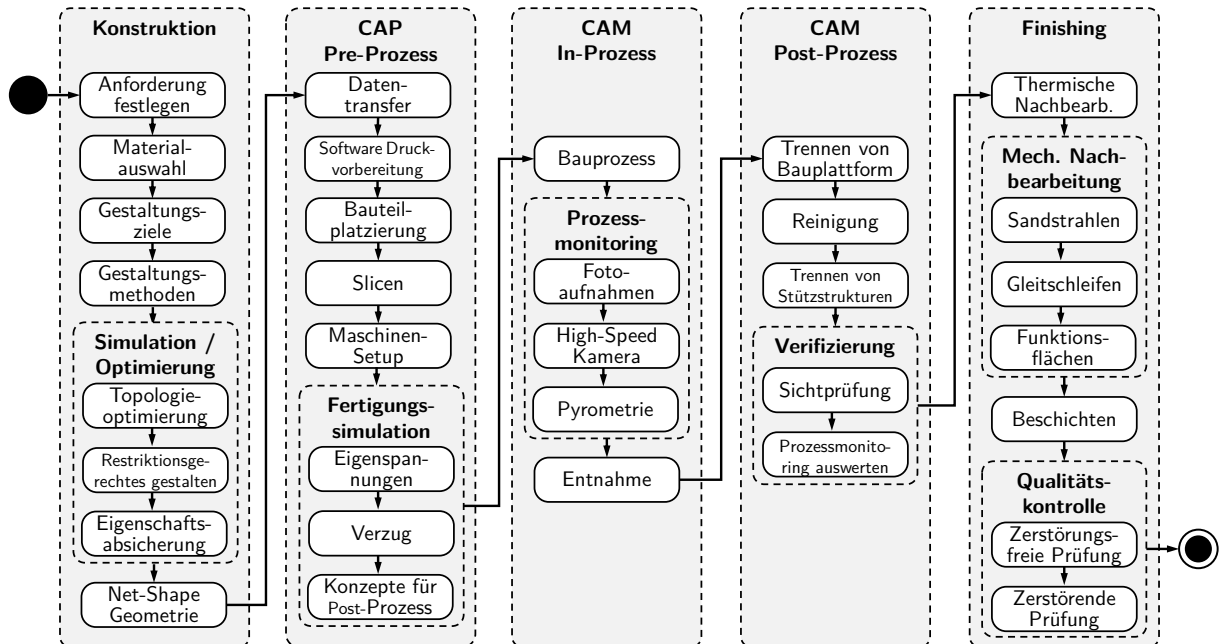 Konstruktion
Anforderung
festlegen
Material-
auswahl
Gestaltungs-
ziele
Gestaltungs-
methoden
Simulation /
Optimierung
Topologie-
optimierung
Restriktionsge-
rechtes gestalten
Eigenschafts-
absicherung
Net-Shape
Geometrie
CAP
Pre-Prozess
Daten-
transfer
Software Druck-
vorbereitung
Bauteil-
platzierung
Slicen
Maschinen-
Setup
Fertigungs-
simulation
Eigenspan-
nungen
Verzug
Konzepte für
Post-Prozess
CAM
In-Prozess
Bauprozess
Prozess-
monitoring
Foto-
aufnahmen
High-Speed
Kamera
Pyrometrie
Entnahme
CAM
Post-Prozess
Trennen von
Bauplattform
Reinigung
Trennen von
Stützstrukturen
Verifizierung
Sichtprüfung
Prozessmonito-
ring auswerten
Finishing
Thermische
Nachbearb.
Mech. Nach-
bearbeitung
Sandstrahlen
Gleitschleifen
Funktions-
flächen
Beschichten
Qualitäts-
kontrolle
Zerstörungs-
freie Prüfung
Zerstörende
Prüfung